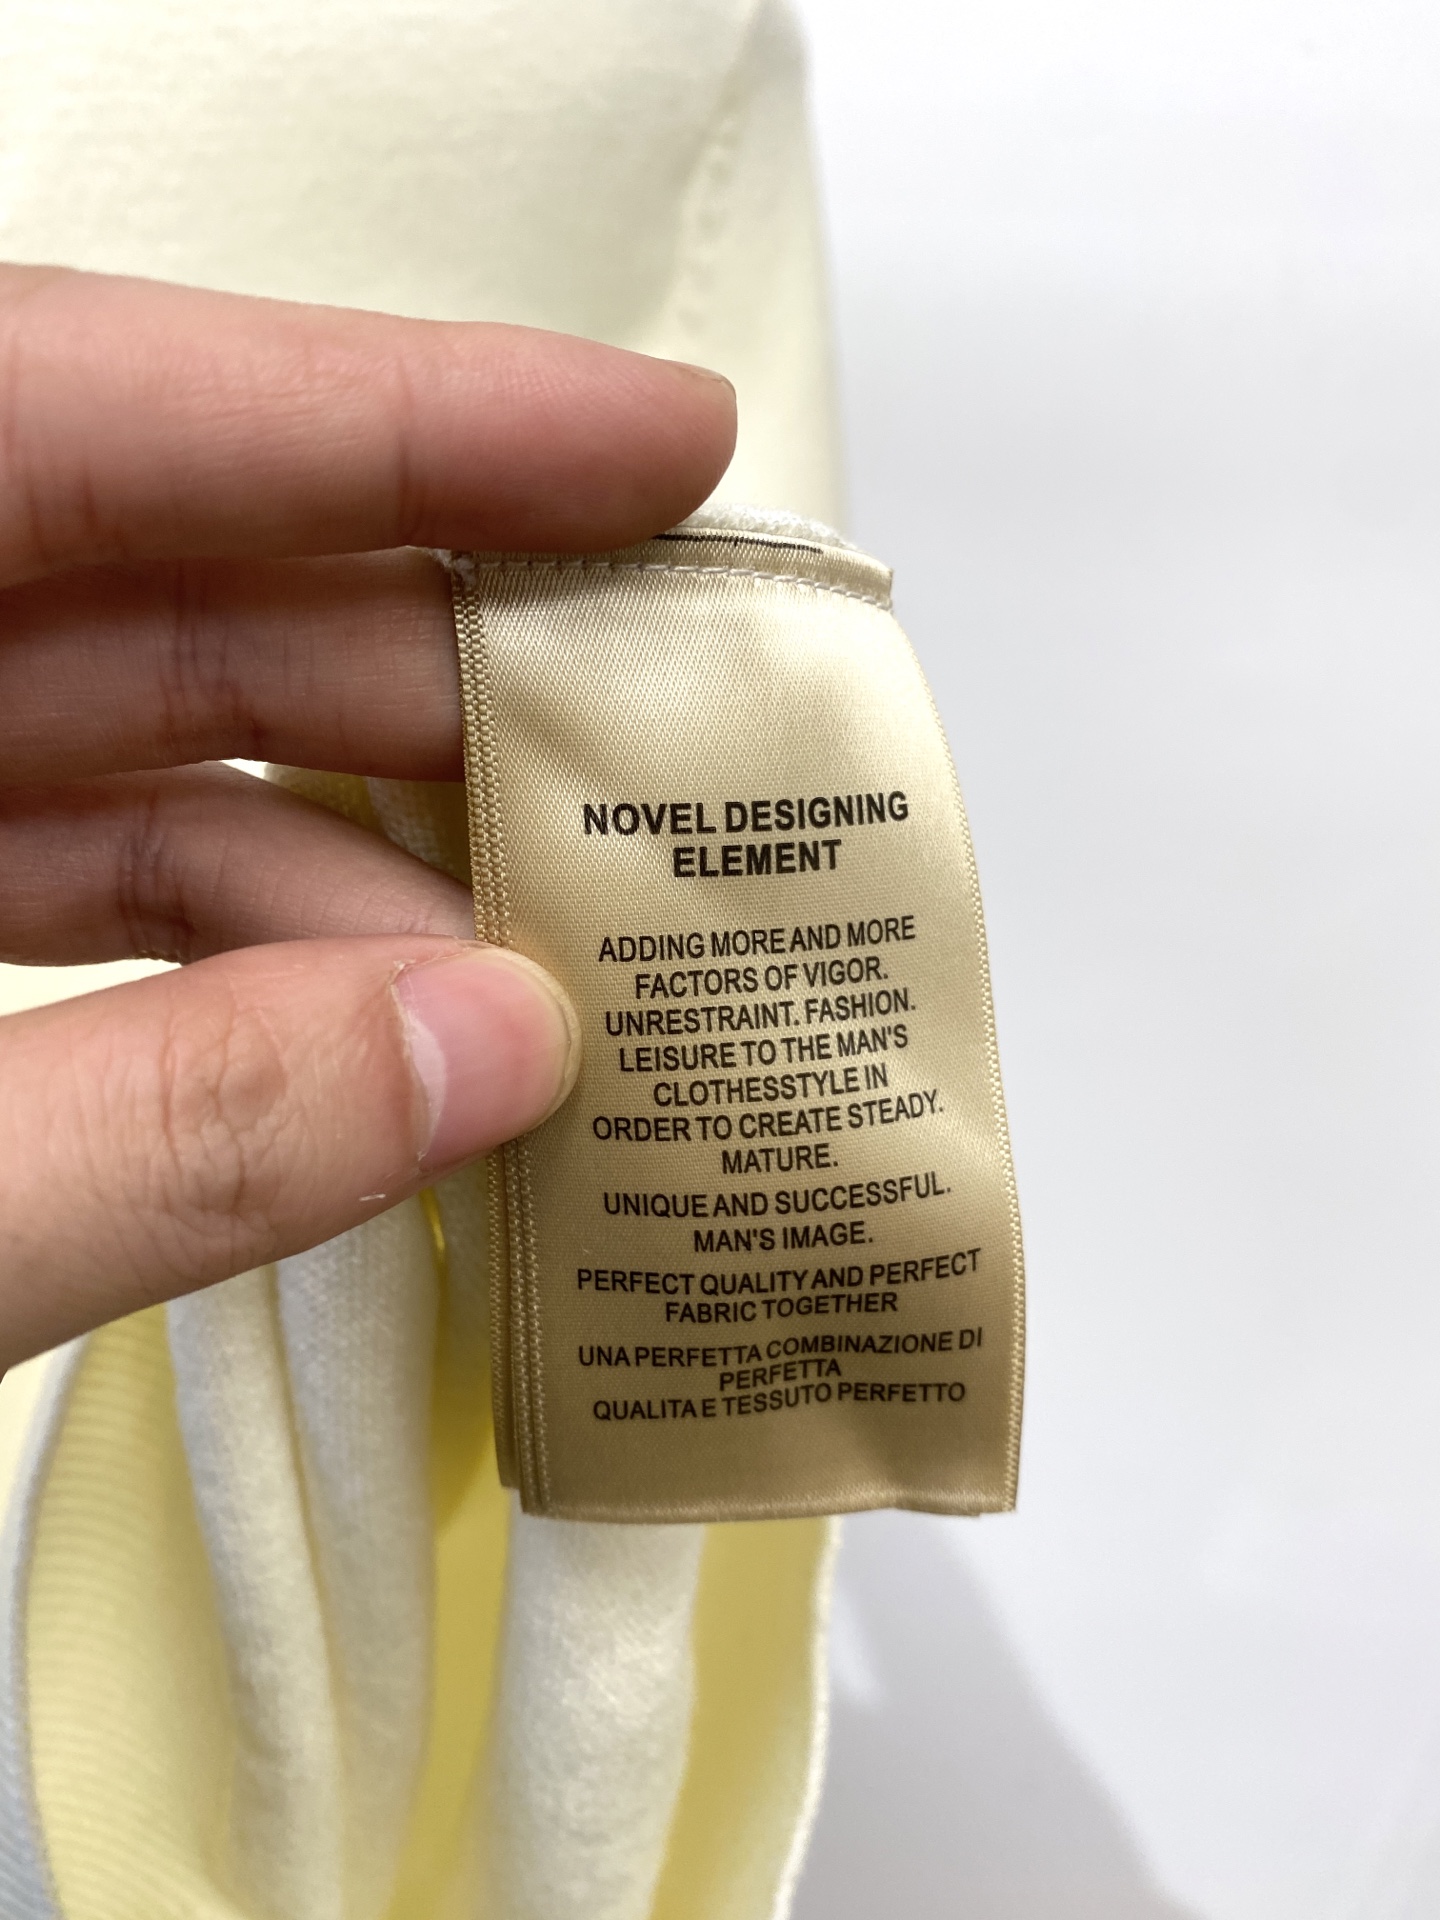 NOVEL DESIGNING
ELEMENT
ADDING MORE AND MORE
FACTORS OF VIGOR.
UNRESTRAINT. FASHION.
LEISURE TO THE MAN'S
CLOTHESSTYLE IN
ORDER TO CREATE STEADY.
MATURE.
UNIQUE AND SUCCESSFUL.
MAN'S IMAGE.
PERFECT QUALITY AND PERFECT
FABRIC TOGETHER
UNA PERFETTA COMBINAZIONE DI
PERFETTA
QUALITA E TESSUTO PERFETTO